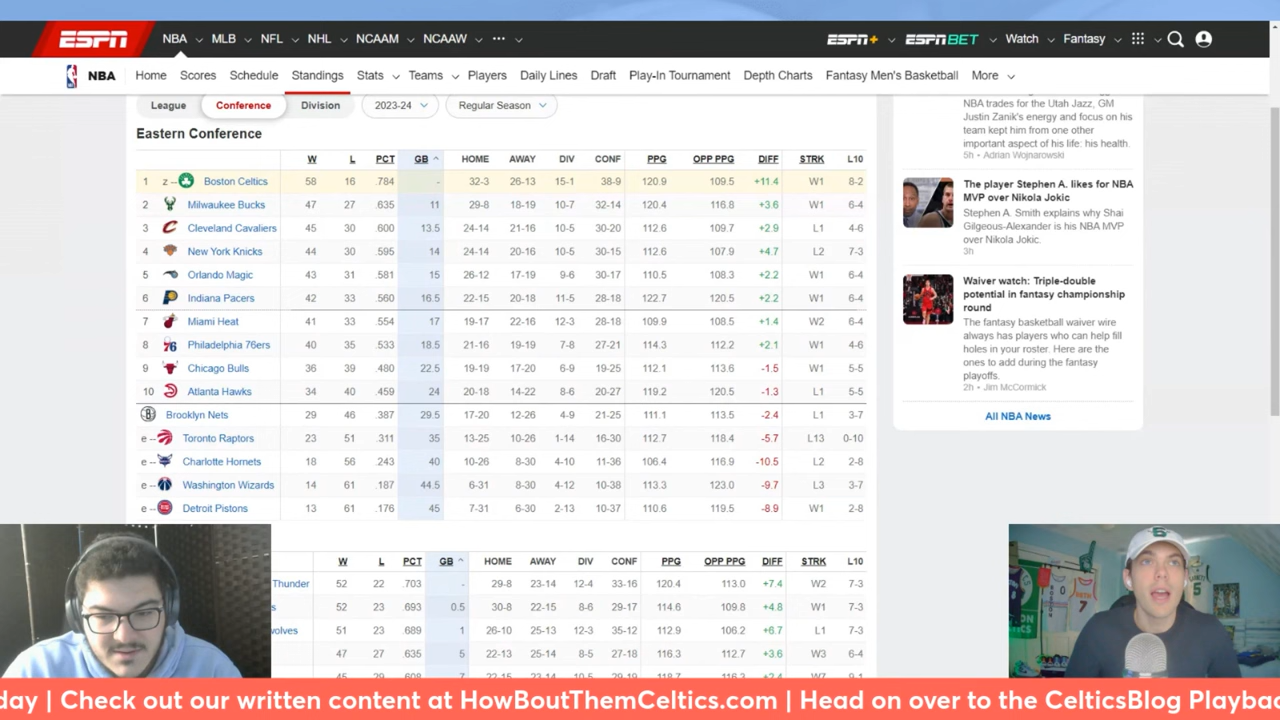 ESPN NBA MLB NFL NHL NCAAM NCAAW ... ESPN+ ESPN BET Watch Fantasy
NBA Home Scores Schedule Standings Stats Teams Players Daily Lines Draft Play-In Tournament Depth Charts Fantasy Men's Basketball More
League Conference Division 2023-24 Regular Season
Eastern Conference
W L PCT GB HOME AWAY DIV CONF PPG OPP PPG DIFF STRK L10
1 z -- Boston Celtics 58 16 .784 - 32-3 26-13 15-1 38-9 120.9 109.5 +11.4 W1 8-2
2 Milwaukee Bucks 47 27 .635 11 29-8 18-19 10-7 32-14 120.4 116.8 +3.6 W1 6-4
3 Cleveland Cavaliers 45 30 .600 13.5 24-14 21-16 10-5 30-20 112.6 109.7 +2.9 L1 4-6
4 New York Knicks 44 30 .595 14 24-14 20-16 10-5 30-15 112.6 107.9 +4.7 L2 7-3
5 Orlando Magic 43 31 .581 15 26-12 17-19 9-6 30-17 110.5 108.3 +2.2 W1 6-4
6 Indiana Pacers 42 33 .560 16.5 22-15 20-18 11-5 28-18 122.7 120.5 +2.2 W1 6-4
7 Miami Heat 41 33 .554 17 19-17 22-16 12-3 28-18 109.9 108.5 +1.4 W2 6-4
8 Philadelphia 76ers 40 35 .533 18.5 21-16 19-19 7-8 27-21 114.3 112.2 +2.1 W1 4-6
9 Chicago Bulls 36 39 .480 22.5 19-19 17-20 6-9 19-25 112.1 113.6 -1.5 W1 5-5
10 Atlanta Hawks 34 40 .459 24 20-18 14-22 8-6 20-27 119.2 120.5 -1.3 L1 5-5
Brooklyn Nets 29 46 .387 29.5 17-20 12-26 4-9 21-25 111.1 113.5 -2.4 L1 3-7
e -- Toronto Raptors 23 51 .311 35 13-25 10-26 1-14 16-30 112.7 118.4 -5.7 L13 0-10
e -- Charlotte Hornets 18 56 .243 40 10-26 8-30 4-10 11-36 106.4 116.9 -10.5 L2 2-8
e -- Washington Wizards 14 61 .187 44.5 6-31 8-30 4-12 10-38 113.3 123.0 -9.7 L3 3-7
e -- Detroit Pistons 13 61 .176 45 7-31 6-30 2-13 10-37 110.6 119.5 -8.9 W1 2-8
W L PCT GB HOME AWAY DIV CONF PPG OPP PPG DIFF STRK L10
Thunder 52 22 .703 - 29-8 23-14 12-4 33-16 120.4 113.0 +7.4 W2 7-3
s 52 23 .693 0.5 30-8 22-15 8-6 29-17 114.6 109.8 +4.8 W1 7-3
volves 51 23 .689 1 26-10 25-13 12-3 35-12 112.9 106.2 +6.7 L1 7-3
47 27 .635 5 22-13 25-14 8-5 27-18 116.3 112.7 +3.6 W3
NBA trades for the Utah Jazz, GM
Justin Zanik's energy and focus on his
team kept him from one other
important aspect of his life: his health.
5h • Adrian Wojnarowski
The player Stephen A. likes for NBA
MVP over Nikola Jokic
Stephen A. Smith explains why Shai
Gilgeous-Alexander is his NBA MVP
over Nikola Jokic.
3h
Waiver watch: Triple-double
potential in fantasy championship
round
The fantasy basketball waiver wire
always has players who can help fill
holes in your roster. Here are the
ones to add during the fantasy
playoffs.
2h • Jim McCormick
All NBA News
day | Check out our written content at HowBoutThemCeltics.com | Head on over to the CelticsBlog Playba